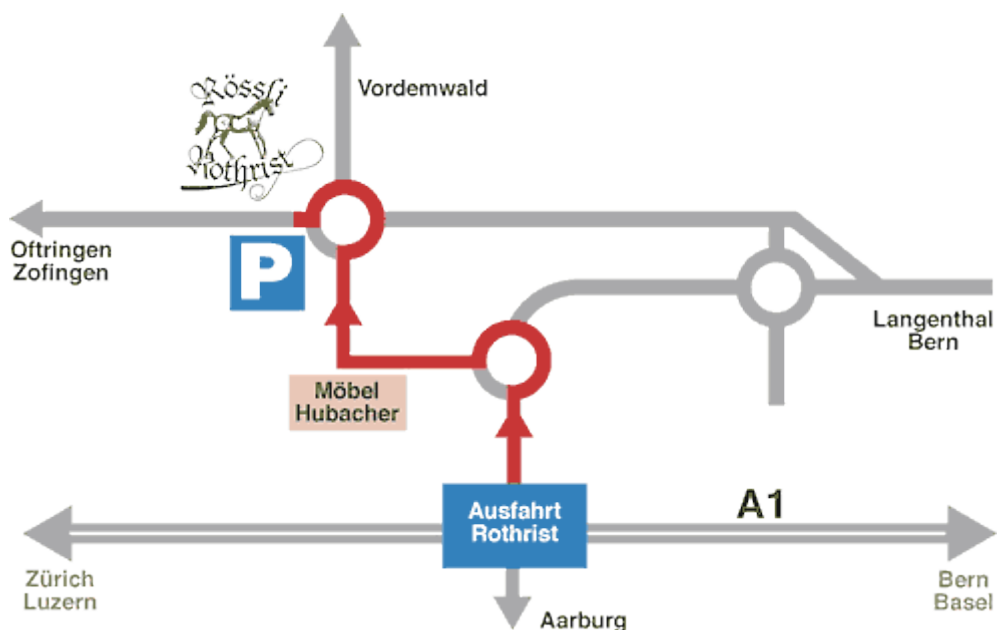 Vordemwald
Rössli
Rothrist
Oftringen
Zofingen
P
Langenthal
Bern
Möbel
Hubacher
A1
Ausfahrt
Rothrist
Zürich
Luzern
Bern
Basel
Aarburg